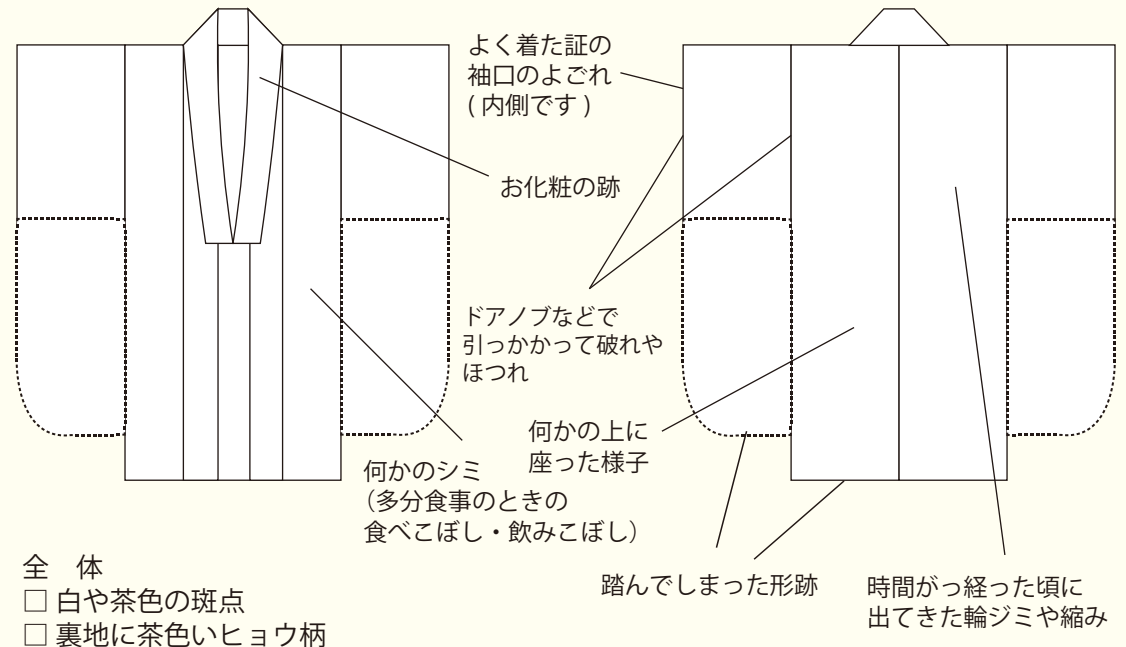 よく着た証の
袖口のよごれ
( 内側です )
お化粧の跡
ドアノブなどで
引っかかって破れや
ほつれ
何かの上に
座った様子
何かのシミ
（多分食事のときの
食べこぼし・飲みこぼし）
踏んでしまった形跡
時間がっ経った頃に
出てきた輪ジミや縮み
全　体
□ 白や茶色の斑点
□ 裏地に茶色いヒョウ柄